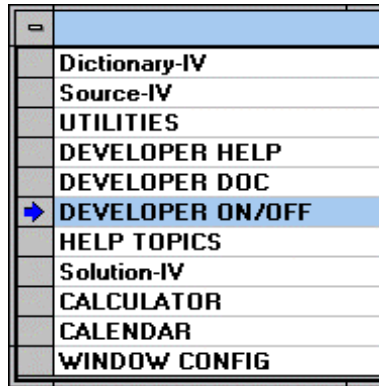 Dictionary-IV
Source-IV
UTILITIES
DEVELOPER HELP
DEVELOPER DOC
DEVELOPER ON/OFF
HELP TOPICS
Solution-IV
CALCULATOR
CALENDAR
WINDOW CONFIG